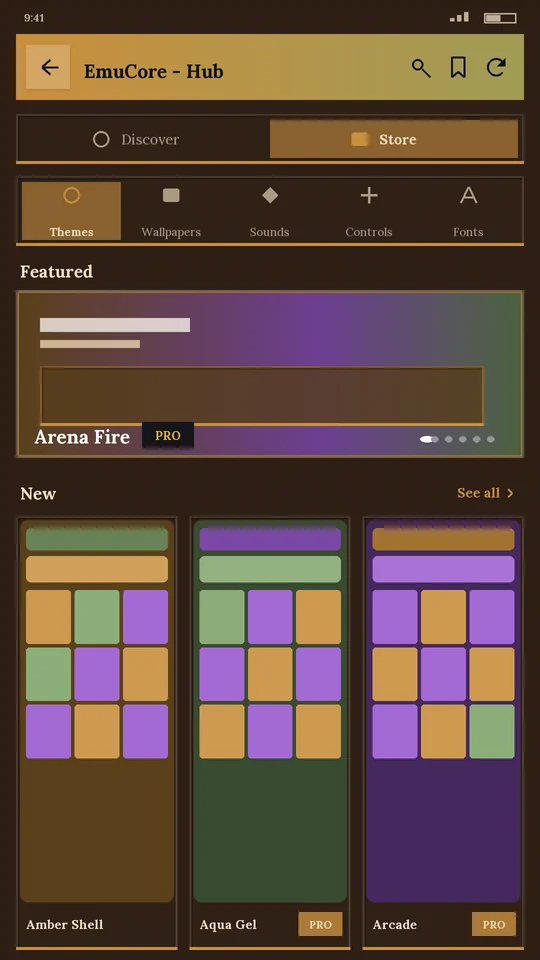 9:41
EmuCore - Hub
Discover
Store
Themes
Wallpapers
Sounds
Controls
Fonts
Featured
Arena Fire
PRO
New
See all
Amber Shell
Aqua Gel
PRO
Arcade
PRO